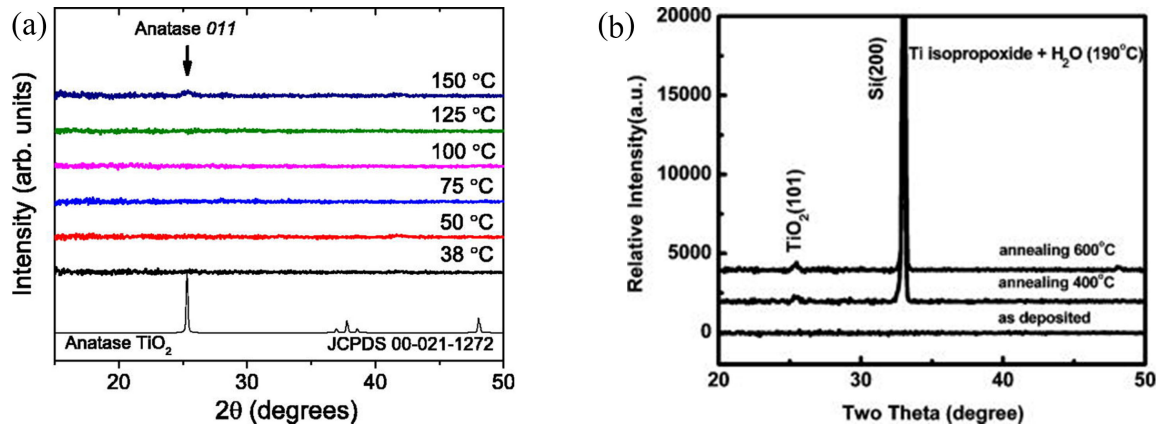 (a)
Anatase 011
150 °C
125 °C
100 °C
75 °C
50 °C
38 °C
Anatase TiO₂
JCPDS 00-021-1272
Intensity (arb. units)
20 30 40 50
2θ (degrees)
(b)
20000
15000
10000
5000
0
Relative Intensity(a.u.)
Ti isopropoxide + H₂O (190°C)
Si(200)
TiO₂(101)
annealing 600°C
annealing 400°C
as deposited
20 30 40 50
Two Theta (degree)